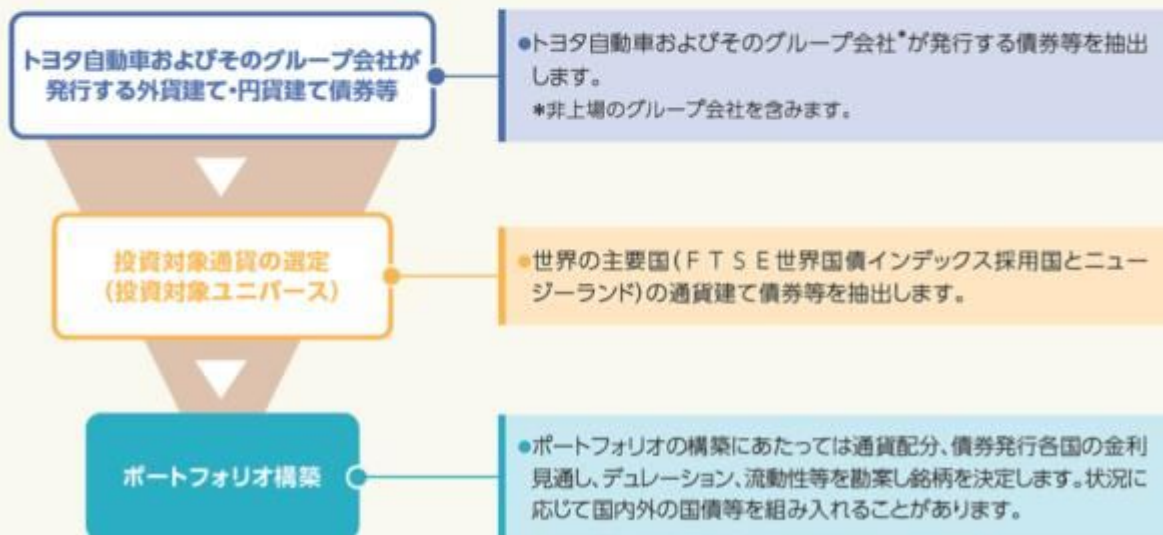 トヨタ自動車およびそのグループ会社が
発行する外貨建て・円貨建て債券等
●トヨタ自動車およびそのグループ会社*が発行する債券等を抽出
します。
*非上場のグループ会社を含みます。
投資対象通貨の選定
(投資対象ユニバース)
●世界の主要国(FTSE世界国債インデックス採用国とニュー
ジーランド)の通貨建て債券等を抽出します。
ポートフォリオ構築
●ポートフォリオの構築にあたっては通貨配分、債券発行各国の金利
見通し、デュレーション、流動性等を勘案し銘柄を決定します。状況に
応じて国内外の国債等を組み入れることがあります。